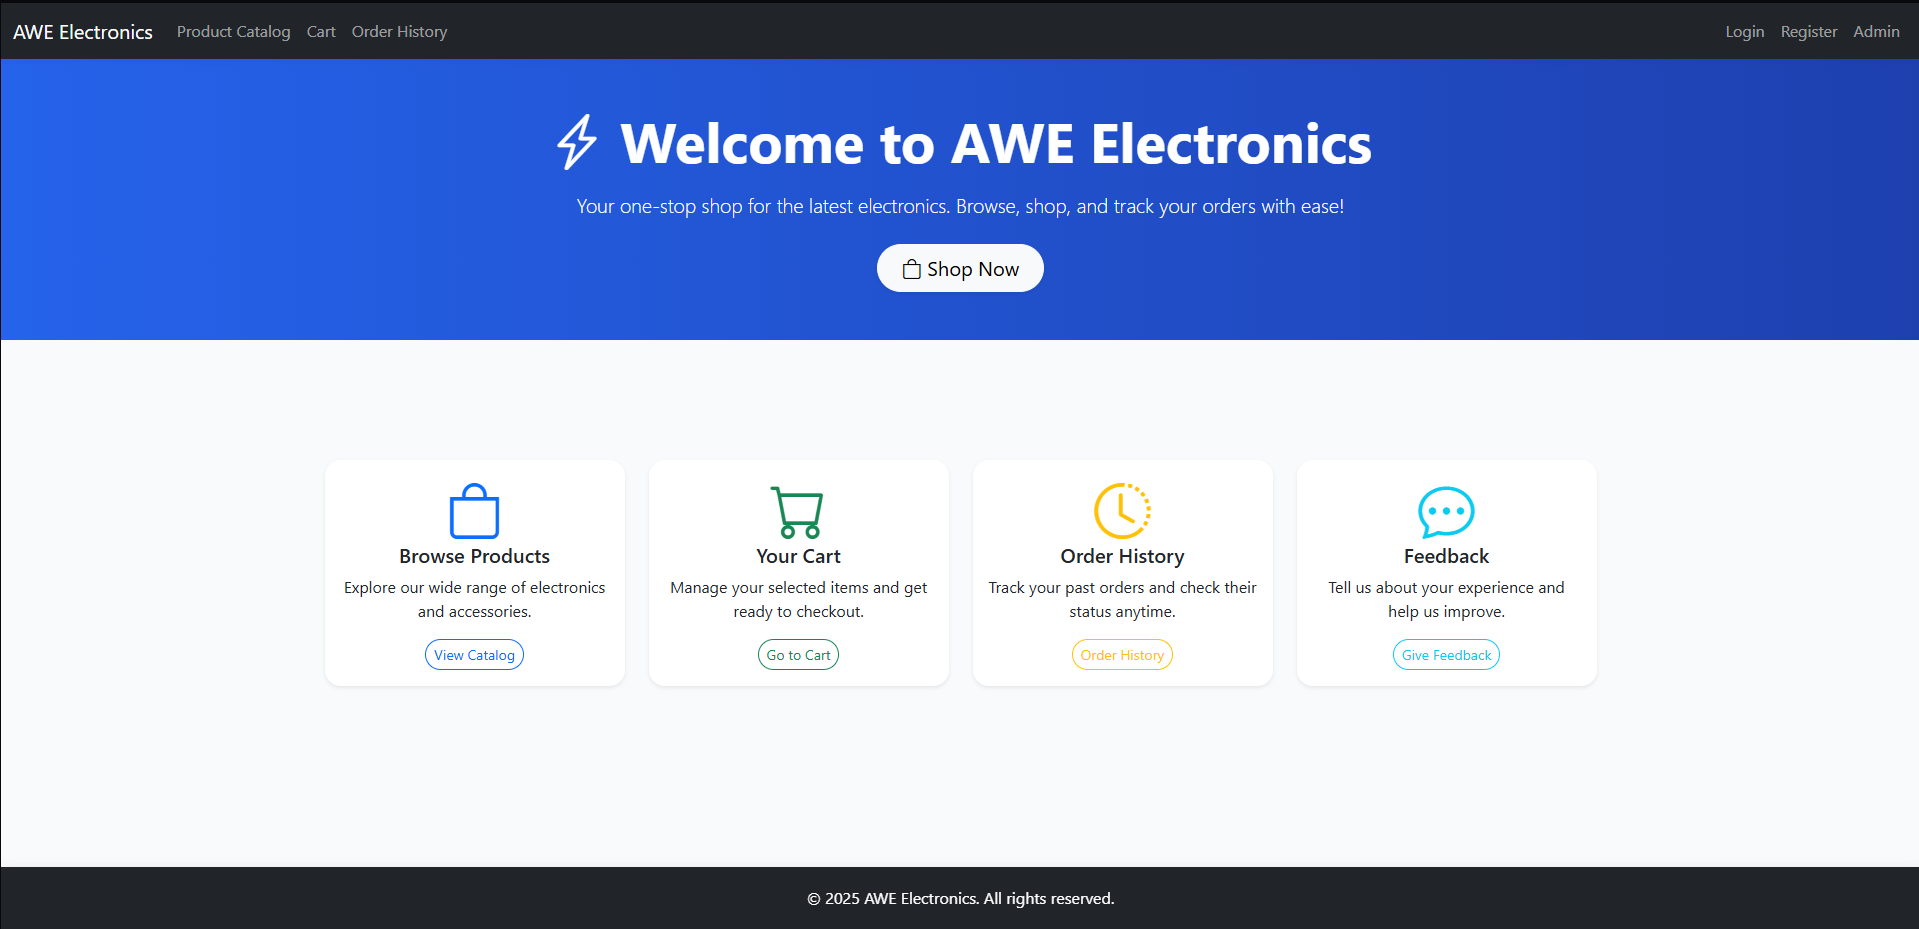 AWE Electronics Product Catalog Cart Order History Login Register Admin
Welcome to AWE Electronics
Your one-stop shop for the latest electronics. Browse, shop, and track your orders with ease!
Shop Now
Browse Products
Explore our wide range of electronics
and accessories.
View Catalog
Your Cart
Manage your selected items and get
ready to checkout.
Go to Cart
Order History
Track your past orders and check their
status anytime.
Order History
Feedback
Tell us about your experience and
help us improve.
Give Feedback
© 2025 AWE Electronics. All rights reserved.